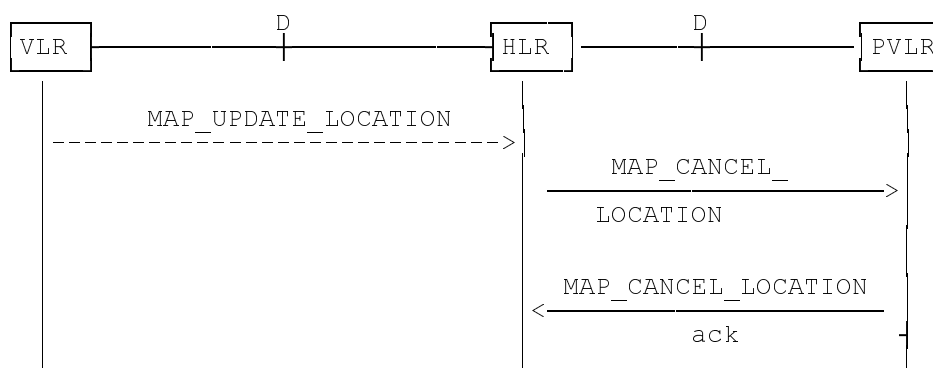 D D
VLR HLR PVLR
MAP_UPDATE_LOCATION
MAP_CANCEL_
LOCATION
MAP_CANCEL_LOCATION
ack